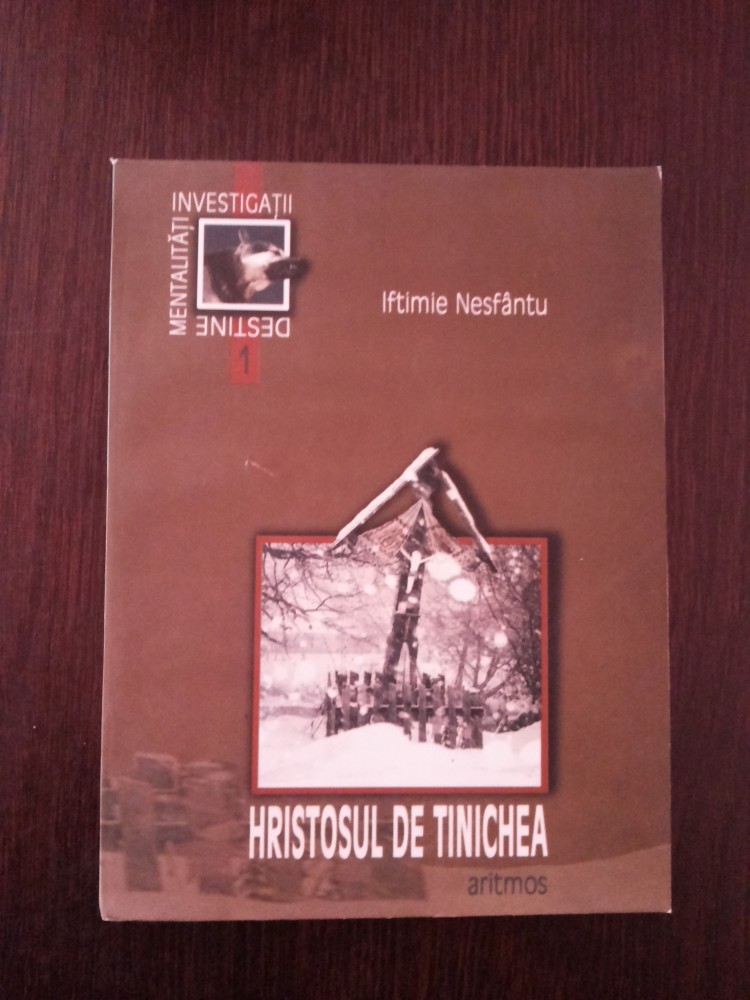 INVESTIGAȚII
MENTALITĂȚI
DESTINE
1
Iftimie Nesfântu
HRISTOSUL DE TINICHEA
aritmos